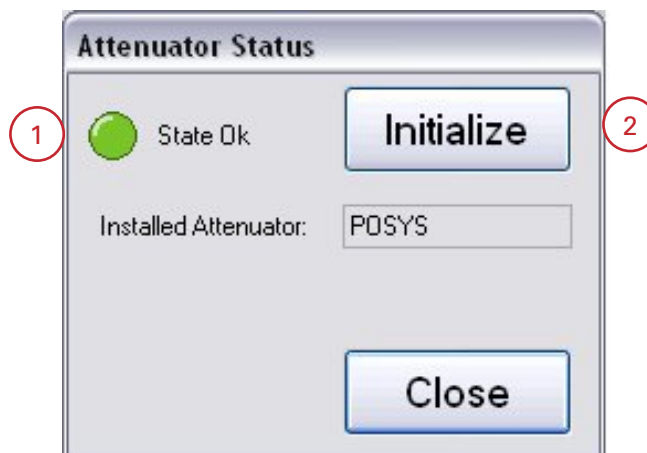 Attenuator Status
1
State Ok
Initialize
2
Installed Attenuator:
POSYS
Close